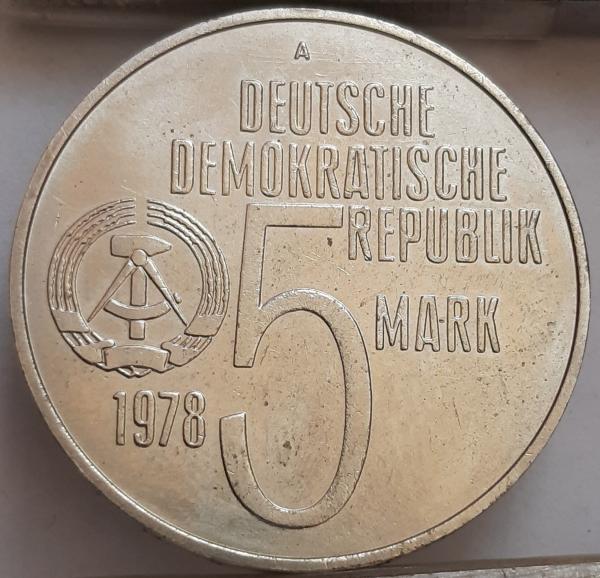 A
DEUTSCHE
DEMOKRATISCHE
REPUBLIK
5 MARK
1978